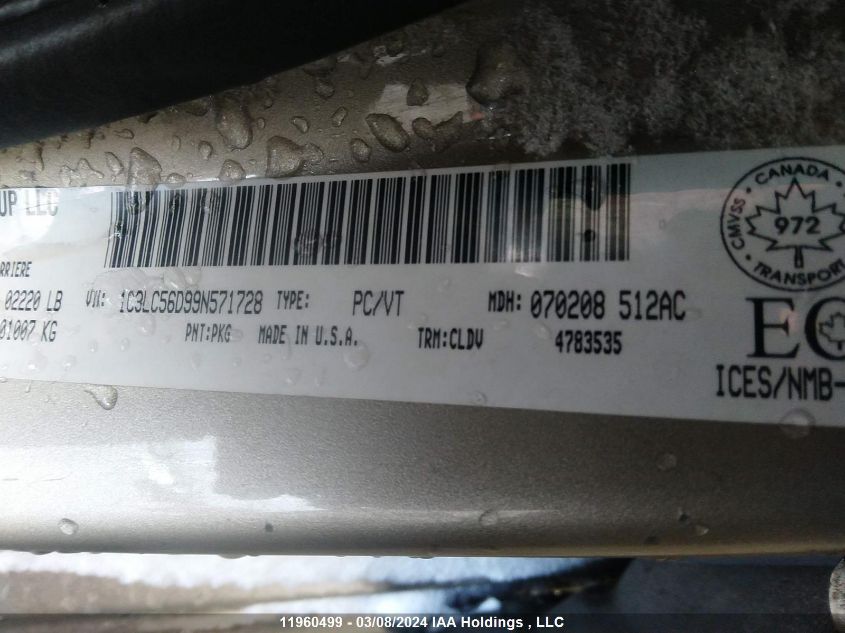 UP LLC
CANADA
CMVSS
972
TRANSPORT
RRIERE
02220 LB
VIN: 1C3LC56D99N571728 TYPE: PC/VT MDH: 070208 512AC
01007 KG
PNT:PKG MADE IN U.S.A. TRM:CLDV 4783535
ICES/NMB-
11960499 - 03/08/2024 IAA Holdings , LLC